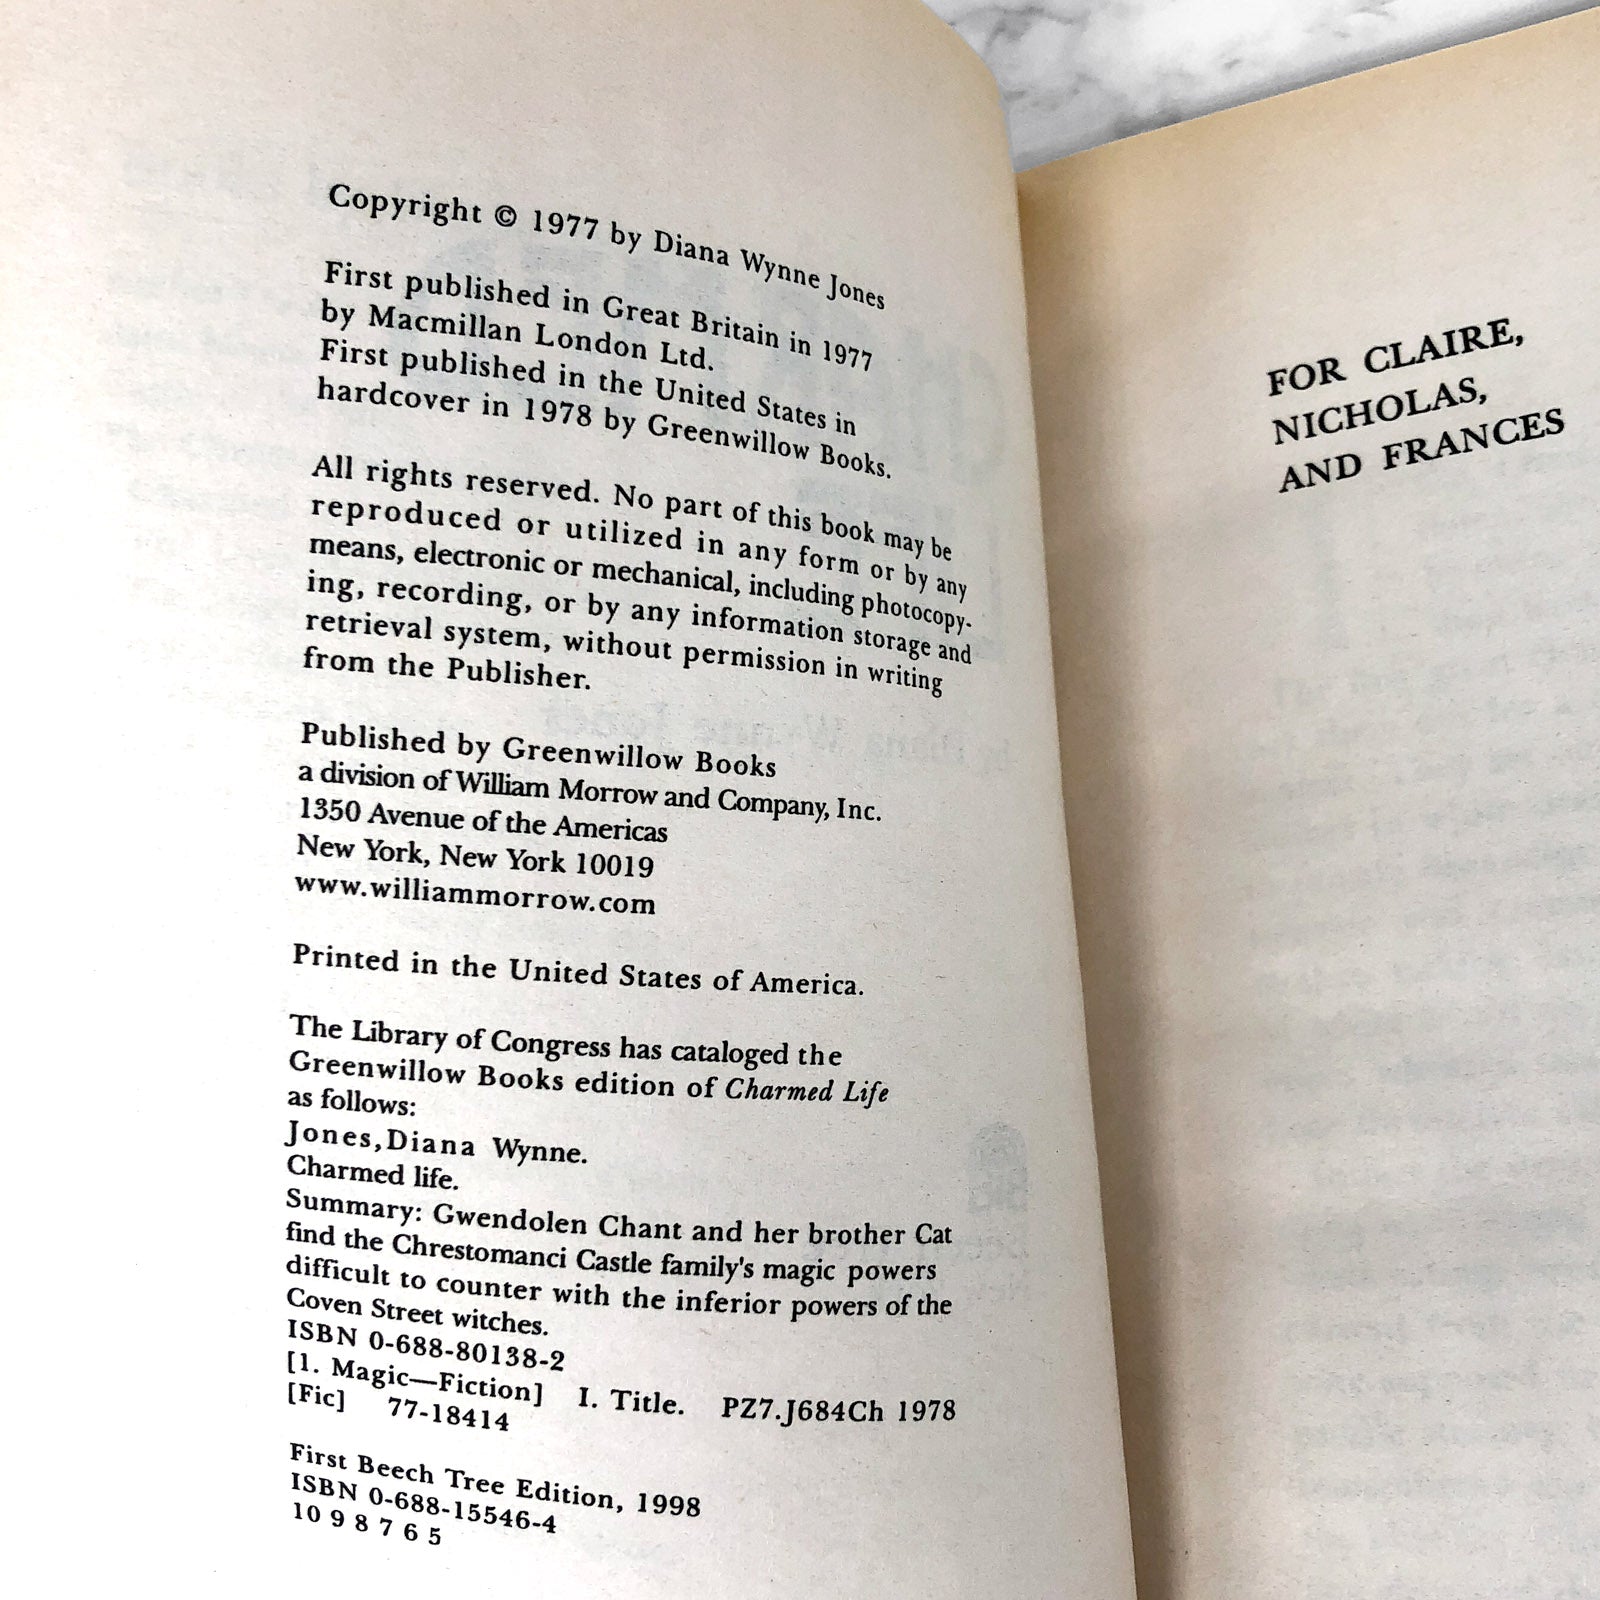 Copyright © 1977 by Diana Wynne Jones
First published in Great Britain in 1977
by Macmillan London Ltd.
First published in the United States in
hardcover in 1978 by Greenwillow Books.
All rights reserved. No part of this book may be
reproduced or utilized in any form or by any
means, electronic or mechanical, including photocopy-
ing, recording, or by any information storage and
retrieval system, without permission in writing
from the Publisher.
Published by Greenwillow Books
a division of William Morrow and Company, Inc.
1350 Avenue of the Americas
New York, New York 10019
www.williammorrow.com
Printed in the United States of America.
The Library of Congress has cataloged the
Greenwillow Books edition of Charmed Life
as follows:
Jones,Diana Wynne.
Charmed life.
Summary: Gwendolen Chant and her brother Cat
find the Chrestomanci Castle family's magic powers
difficult to counter with the inferior powers of the
Coven Street witches.
ISBN 0-688-80138-2
[1. Magic—Fiction] I. Title. PZ7.J684Ch 1978
[Fic] 77-18414
First Beech Tree Edition, 1998
ISBN 0-688-15546-4
10 9 8 7 6 5
FOR CLAIRE,
NICHOLAS,
AND FRANCES